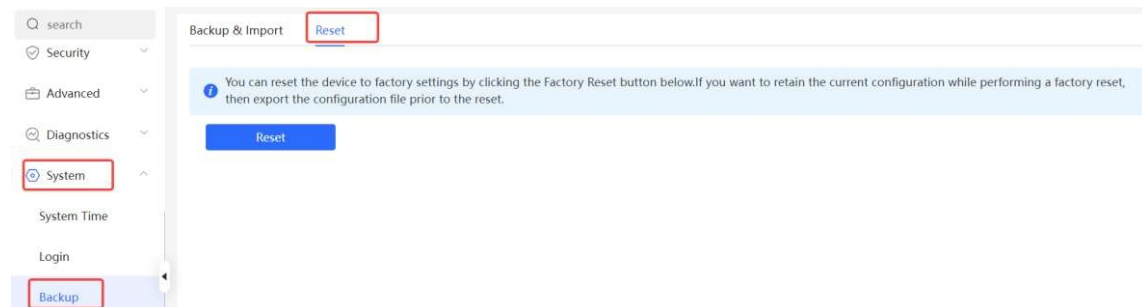 search
Security
Advanced
Diagnostics
System
System Time
Login
Backup
Backup & Import
Reset
You can reset the device to factory settings by clicking the Factory Reset button below.If you want to retain the current configuration while performing a factory reset,
then export the configuration file prior to the reset.
Reset